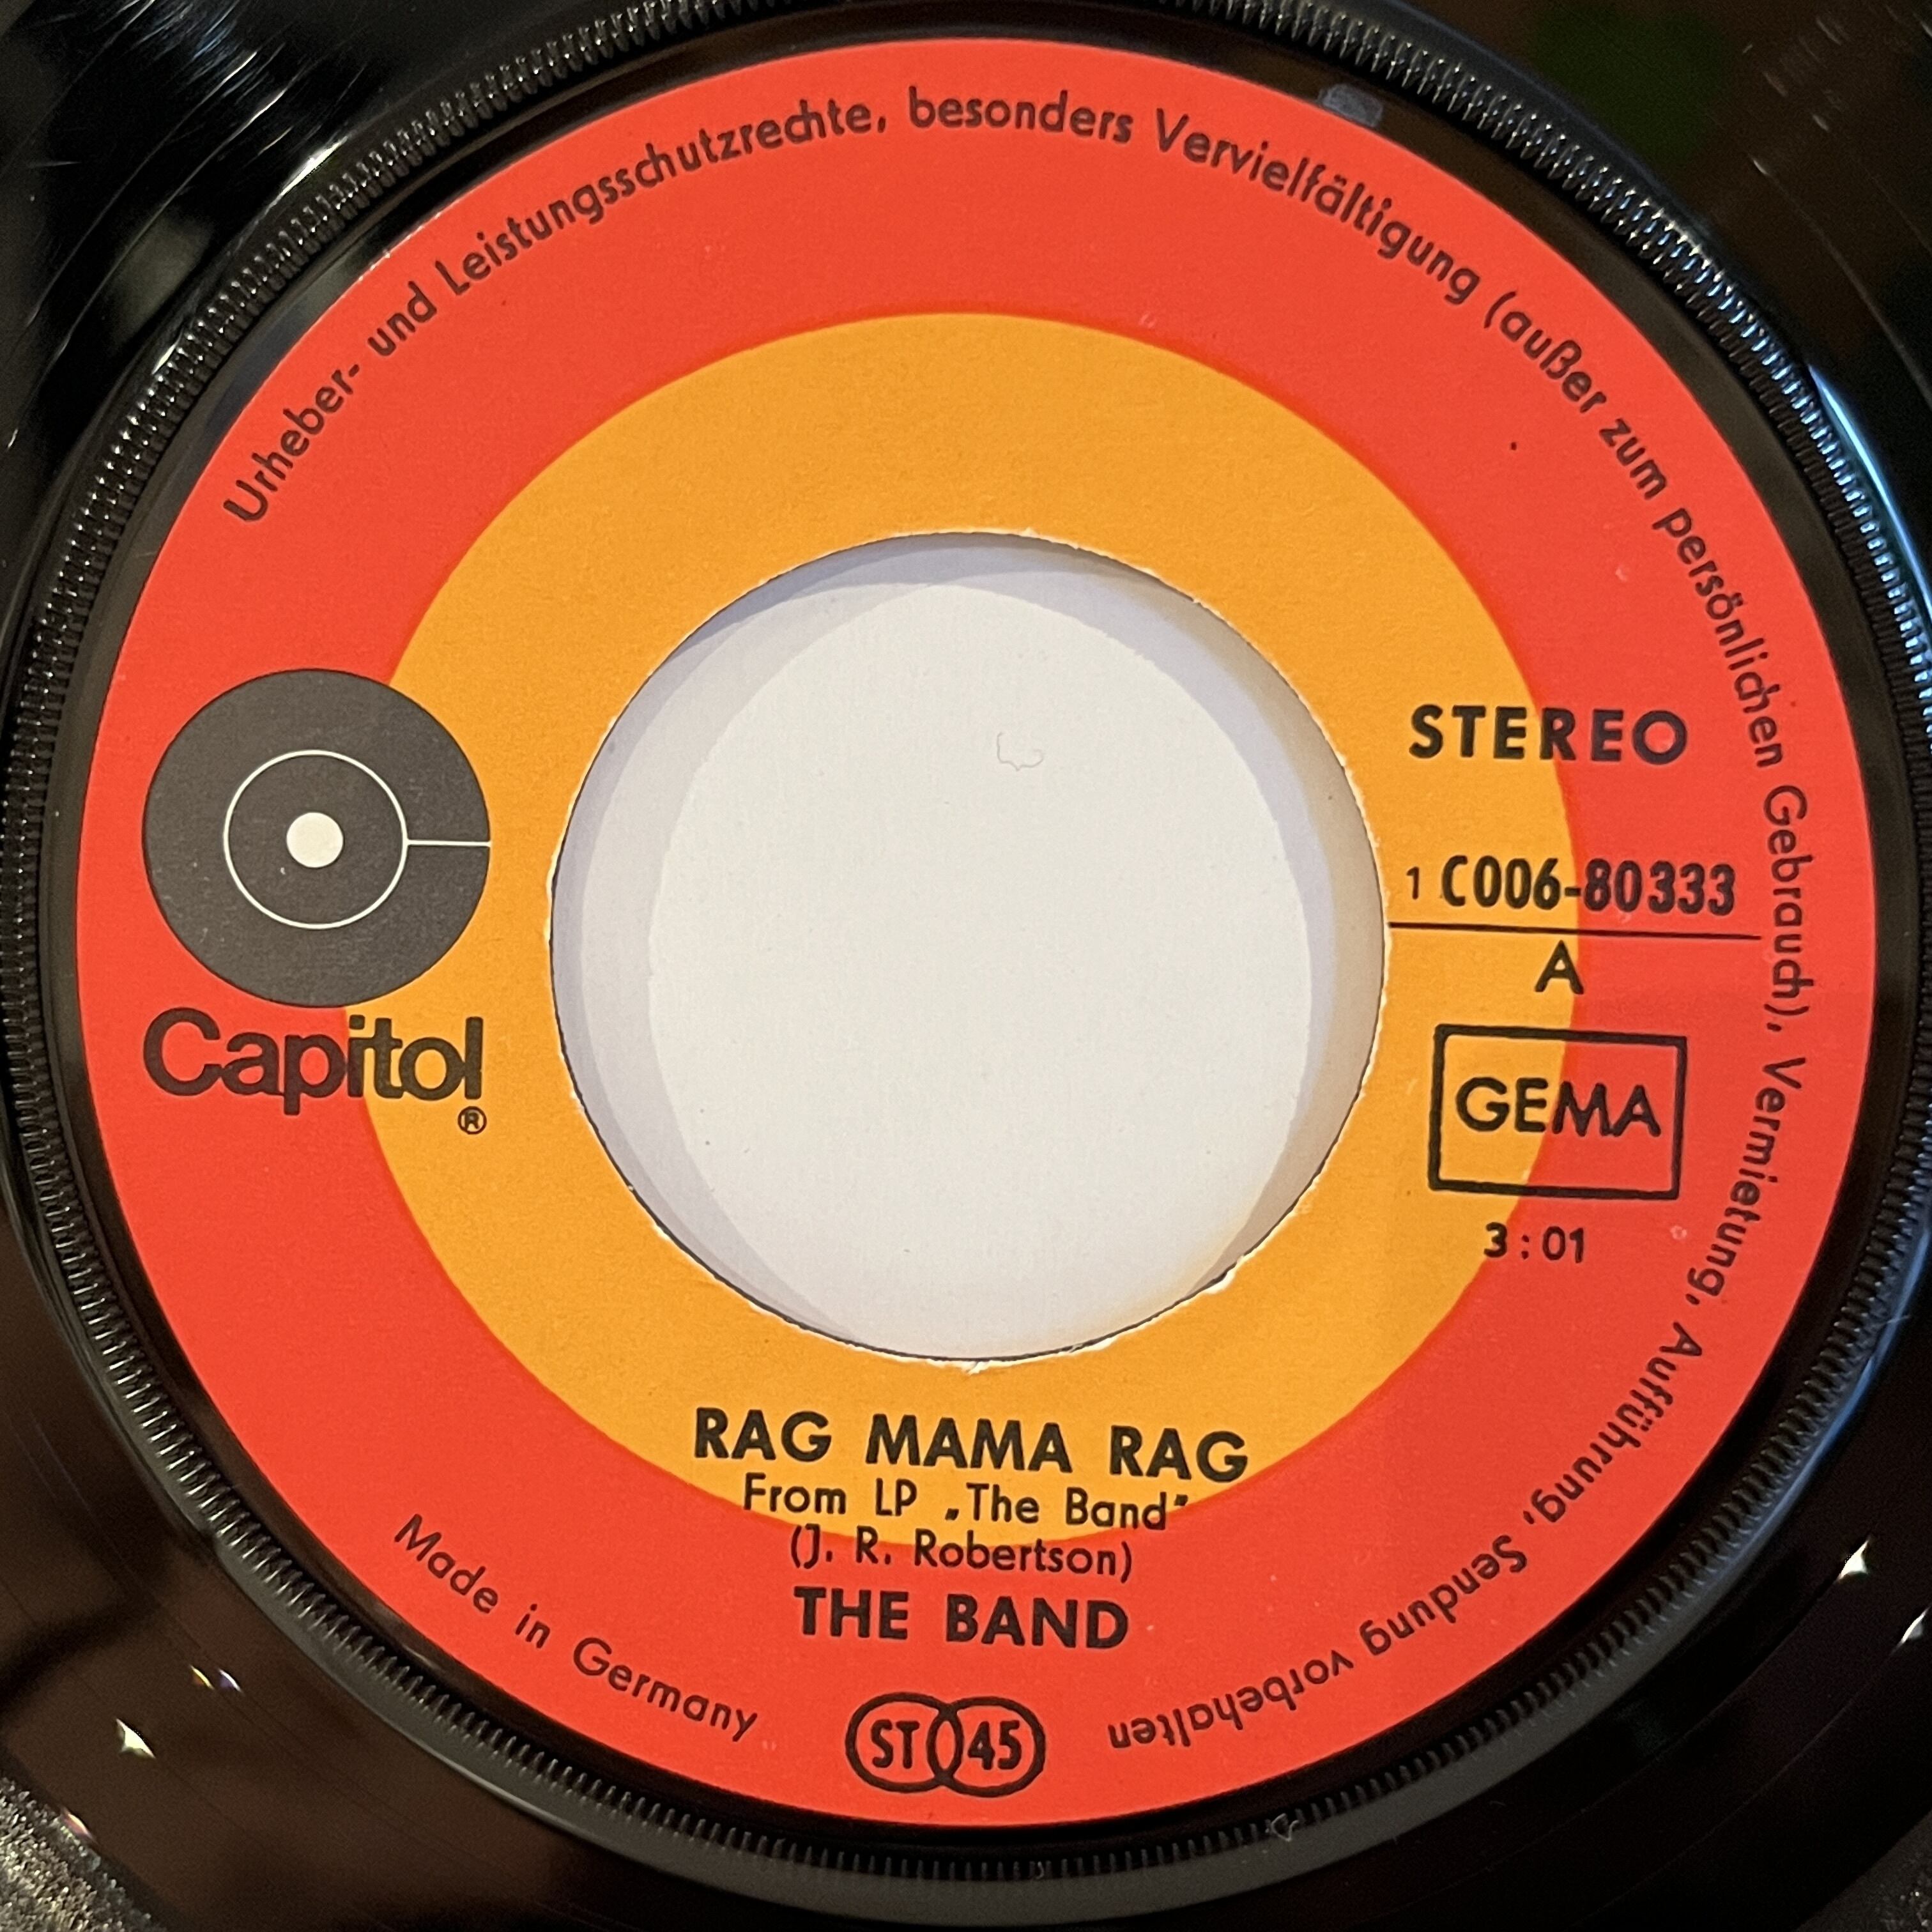 Urheber- und Leistungsschutzrechte, besonders Vervielfältigung (außer zum persönlichen Gebrauch), Vermietung, Aufführung, Sendung vorbehalten
Capitol
®
STEREO
1 C006-80333
A
GEMA
3:01
RAG MAMA RAG
From LP „The Band"
(J. R. Robertson)
THE BAND
Made in Germany
ST 45